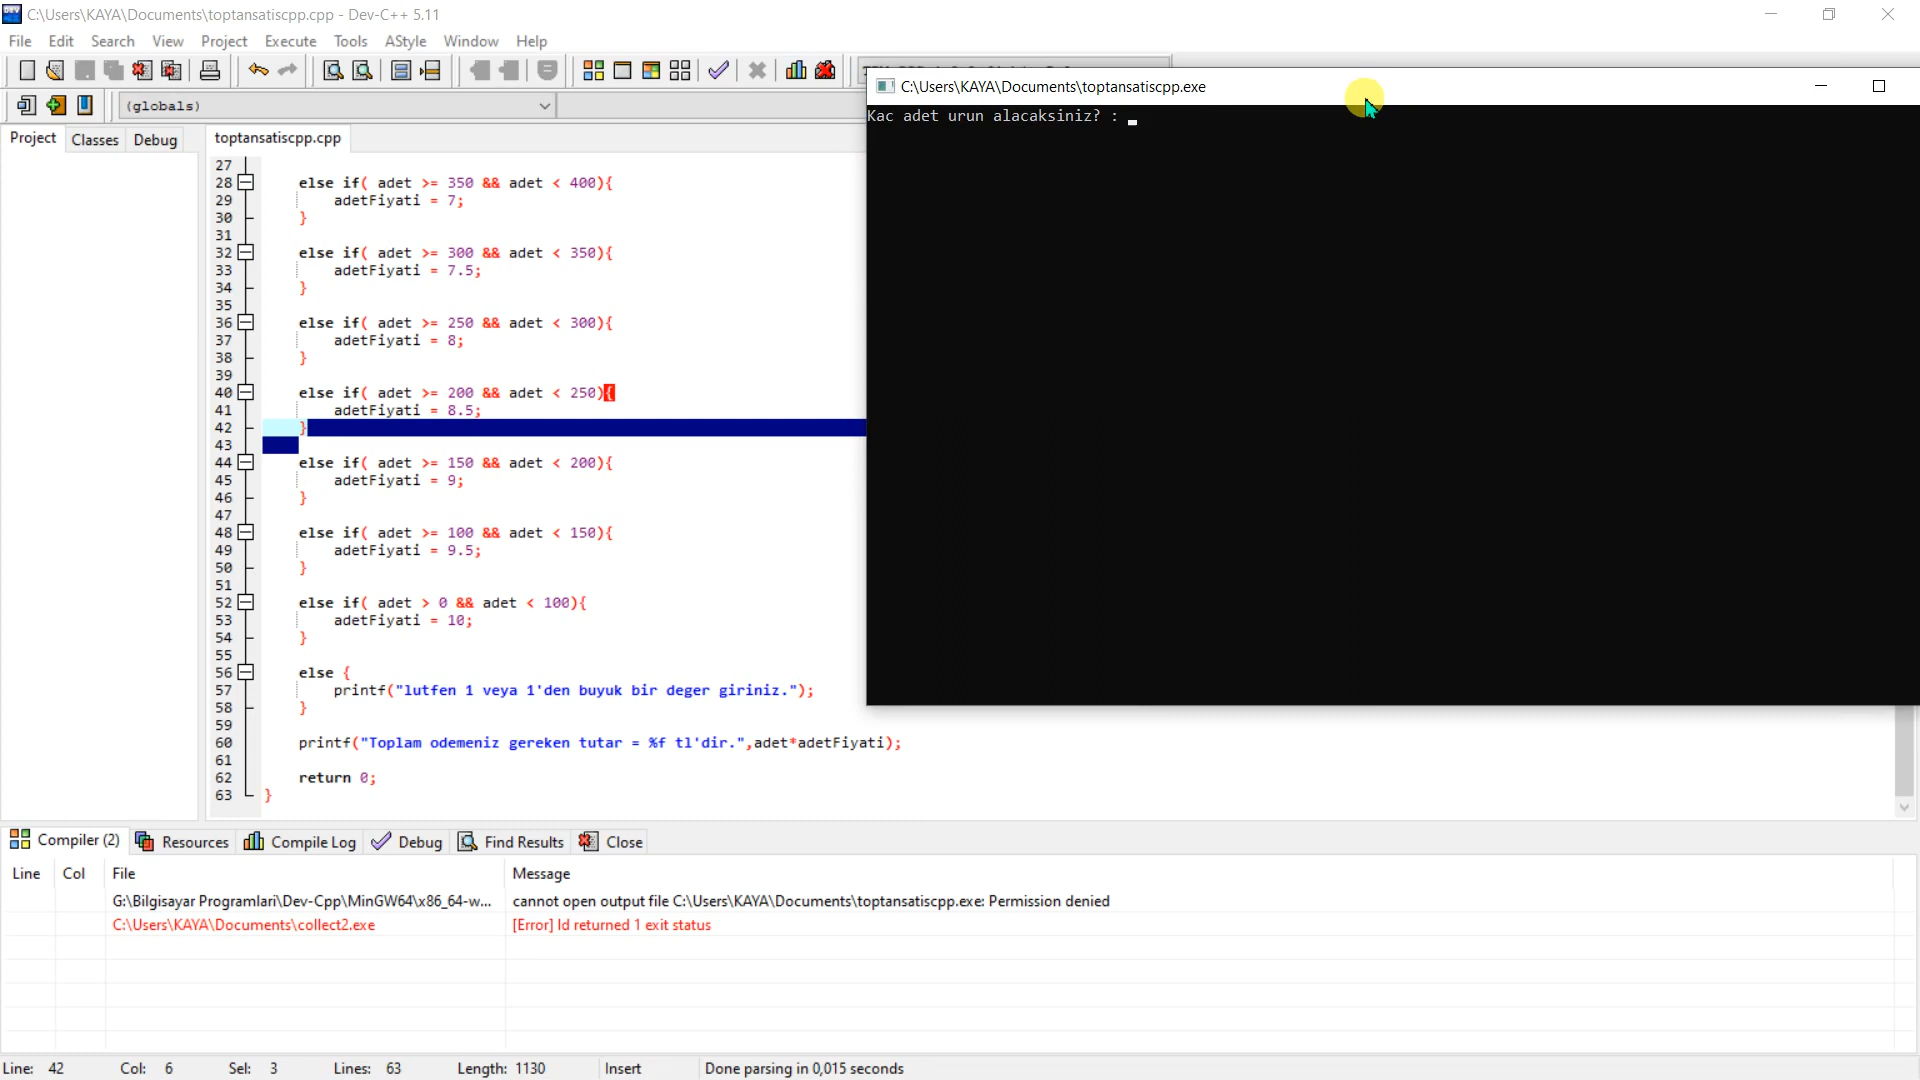 C:\Users\KAYA\Documents\toptansatiscpp.cpp - Dev-C++ 5.11
File Edit Search View Project Execute Tools AStyle Window Help
(globals)
Project Classes Debug
toptansatiscpp.cpp
27
28 else if( adet >= 350 && adet < 400){
29 adetFiyati = 7;
30 }
31
32 else if( adet >= 300 && adet < 350){
33 adetFiyati = 7.5;
34 }
35
36 else if( adet >= 250 && adet < 300){
37 adetFiyati = 8;
38 }
39
40 else if( adet >= 200 && adet < 250){
41 adetFiyati = 8.5;
42 }
43
44 else if( adet >= 150 && adet < 200){
45 adetFiyati = 9;
46 }
47
48 else if( adet >= 100 && adet < 150){
49 adetFiyati = 9.5;
50 }
51
52 else if( adet > 0 && adet < 100){
53 adetFiyati = 10;
54 }
55
56 else {
57 printf("lutfen 1 veya 1'den buyuk bir deger giriniz.");
58 }
59
60 printf("Toplam odemeniz gereken tutar = %f tl'dir.",adet*adetFiyati);
61
62 return 0;
63 }
C:\Users\KAYA\Documents\toptansatiscpp.exe
Kac adet urun alacaksiniz? : _
Compiler (2) Resources Compile Log Debug Find Results Close
Line Col File Message
G:\Bilgisayar Programlari\Dev-Cpp\MinGW64\x86_64-w... cannot open output file C:\Users\KAYA\Documents\toptansatiscpp.exe: Permission denied
C:\Users\KAYA\Documents\collect2.exe [Error] ld returned 1 exit status
Line: 42 Col: 6 Sel: 3 Lines: 63 Length: 1130 Insert Done parsing in 0,015 seconds